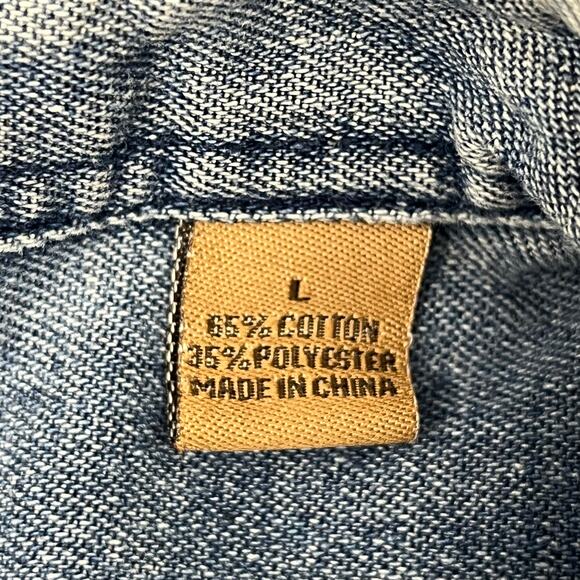 L
65% COTTON
35% POLYESTER
MADE IN CHINA